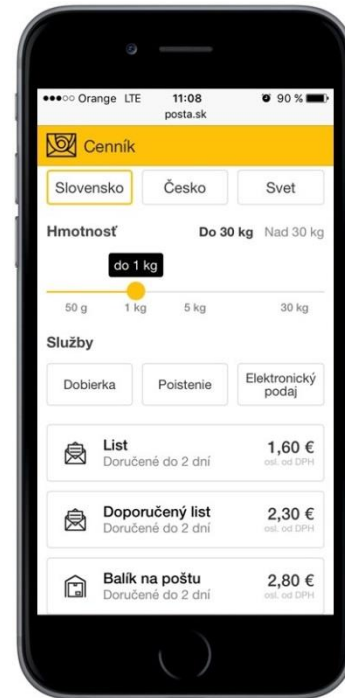 Orange LTE 11:08 90 %
posta.sk
Cenník
Slovensko Česko Svet
Hmotnosť Do 30 kg Nad 30 kg
do 1 kg
50 g 1 kg 5 kg 30 kg
Služby
Dobierka Poistenie Elektronický podaj
List 1,60 €
Doručené do 2 dní osl. od DPH
Doporučený list 2,30 €
Doručené do 2 dní osl. od DPH
Balík na poštu 2,80 €
Doručené do 2 dní osl. od DPH